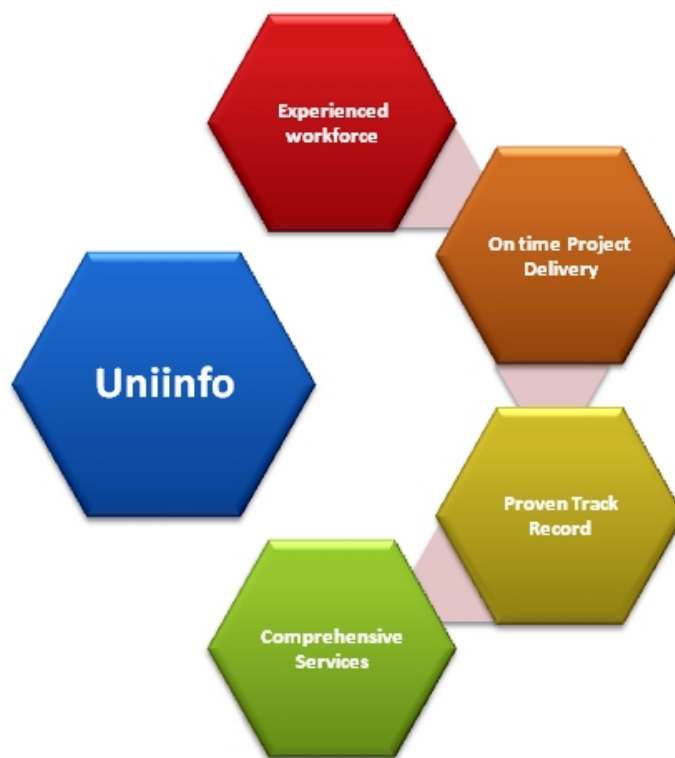 Experienced
workforce
On time Project
Delivery
Uniinfo
Proven Track
Record
Comprehensive
Services